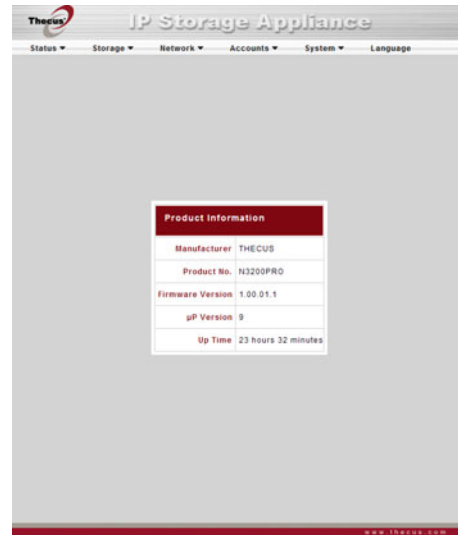 Thecus
IP Storage Appliance
Status Storage Network Accounts System Language
Product Information
Manufacturer THECUS
Product No. N3200PRO
Firmware Version 1.00.01.1
µP Version 9
Up Time 23 hours 32 minutes
www.thecus.com